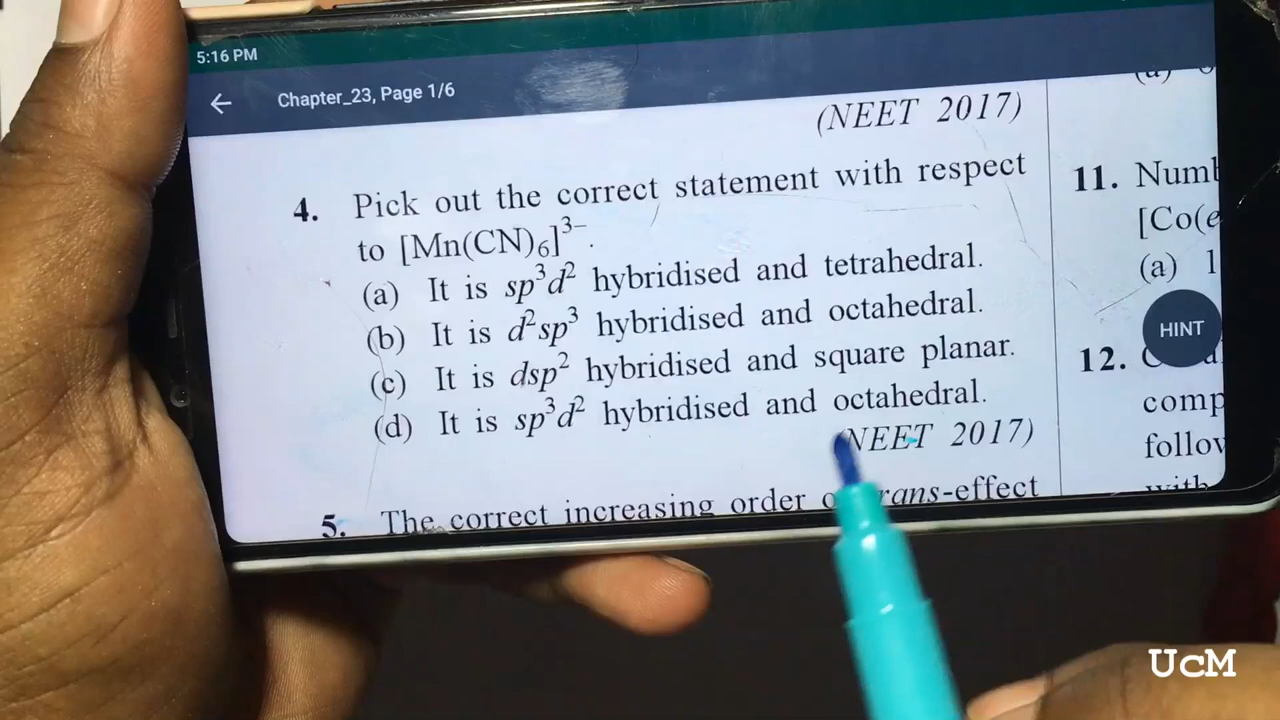 5:16 PM
← Chapter_23, Page 1/6
(NEET 2017)
4. Pick out the correct statement with respect
to [Mn(CN)₆]³⁻.
(a) It is sp³d² hybridised and tetrahedral.
(b) It is d²sp³ hybridised and octahedral.
(c) It is dsp² hybridised and square planar.
(d) It is sp³d² hybridised and octahedral.
(NEET 2017)
5. The correct increasing order trans-effect
11. Numb
[Co(e
(a) 1
HINT
12.
comp
follow
with
UcM